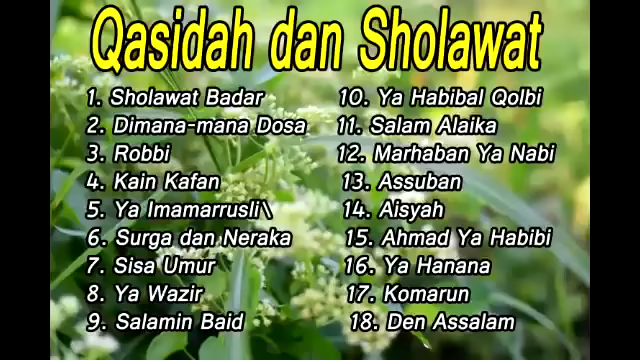 Qasidah dan Sholawat
1. Sholawat Badar
2. Dimana-mana Dosa
3. Robbi
4. Kain Kafan
5. Ya Imamarrusli\
6. Surga dan Neraka
7. Sisa Umur
8. Ya Wazir
9. Salamin Baid
10. Ya Habibal Qolbi
11. Salam Alaika
12. Marhaban Ya Nabi
13. Assuban
14. Aisyah
15. Ahmad Ya Habibi
16. Ya Hanana
17. Komarun
18. Den Assalam